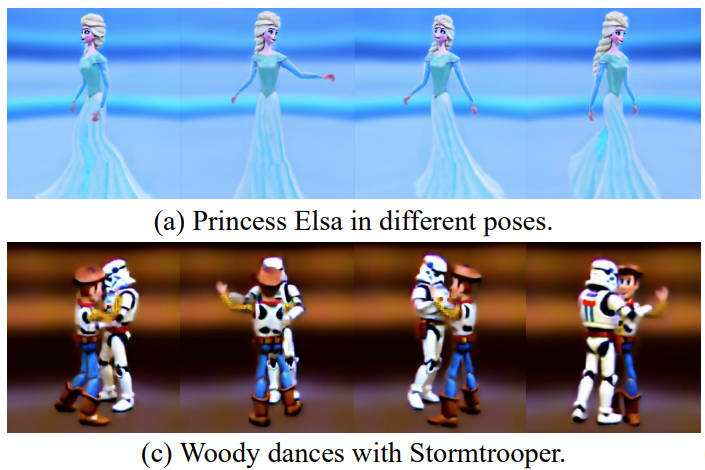 (a) Princess Elsa in different poses.
(c) Woody dances with Stormtrooper.